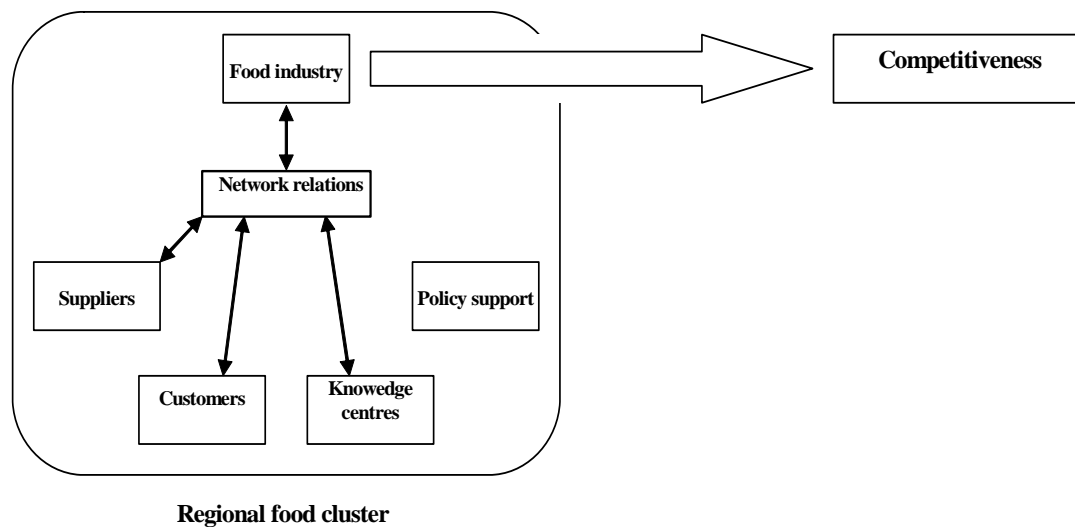 Food industry
Competitiveness
Network relations
Suppliers
Policy support
Customers
Knowedge
centres
Regional food cluster